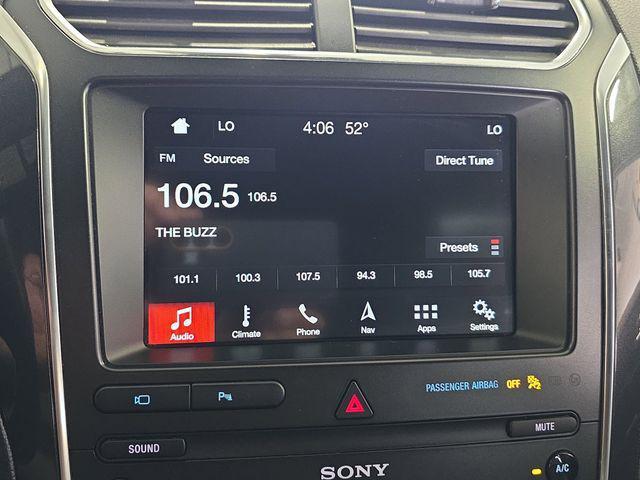 LO 4:06 52° LO
FM Sources Direct Tune
106.5 106.5
THE BUZZ
Presets
101.1 100.3 107.5 94.3 98.5 105.7
Audio Climate Phone Nav Apps Settings
PASSENGER AIRBAG OFF
MUTE
SOUND
SONY
A/C